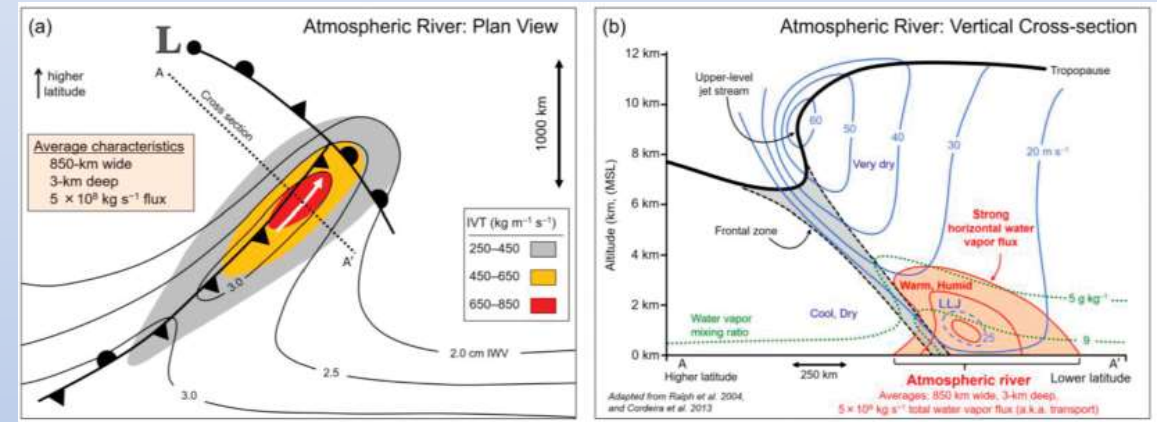 (a)
Atmospheric River: Plan View
L
higher
latitude
A
Cross section
Average characteristics
850-km wide
3-km deep
5 × 10⁸ kg s⁻¹ flux
1000 km
IVT (kg m⁻¹ s⁻¹)
250–450
450–650
650–850
A'
3.0
2.0 cm IWV
2.5
3.0
(b)
Atmospheric River: Vertical Cross-section
12 km
10 km
8 km
6 km
4 km
2 km
0 km
Altitude (km, (MSL)
Upper-level
jet stream
Tropopause
60
50
40
30
20 m s⁻¹
Very dry
Frontal zone
Strong
horizontal water
vapor flux
Warm, Humid
LLJ
25
5 g kg⁻¹
9
Cool, Dry
Water vapor
mixing ratio
A
Higher latitude
250 km
A'
Lower latitude
Atmospheric river
Averages: 850 km wide, 3-km deep,
5 × 10⁸ kg s⁻¹ total water vapor flux (a.k.a. transport)
Adapted from Ralph et al. 2004,
and Cordeira et al. 2013